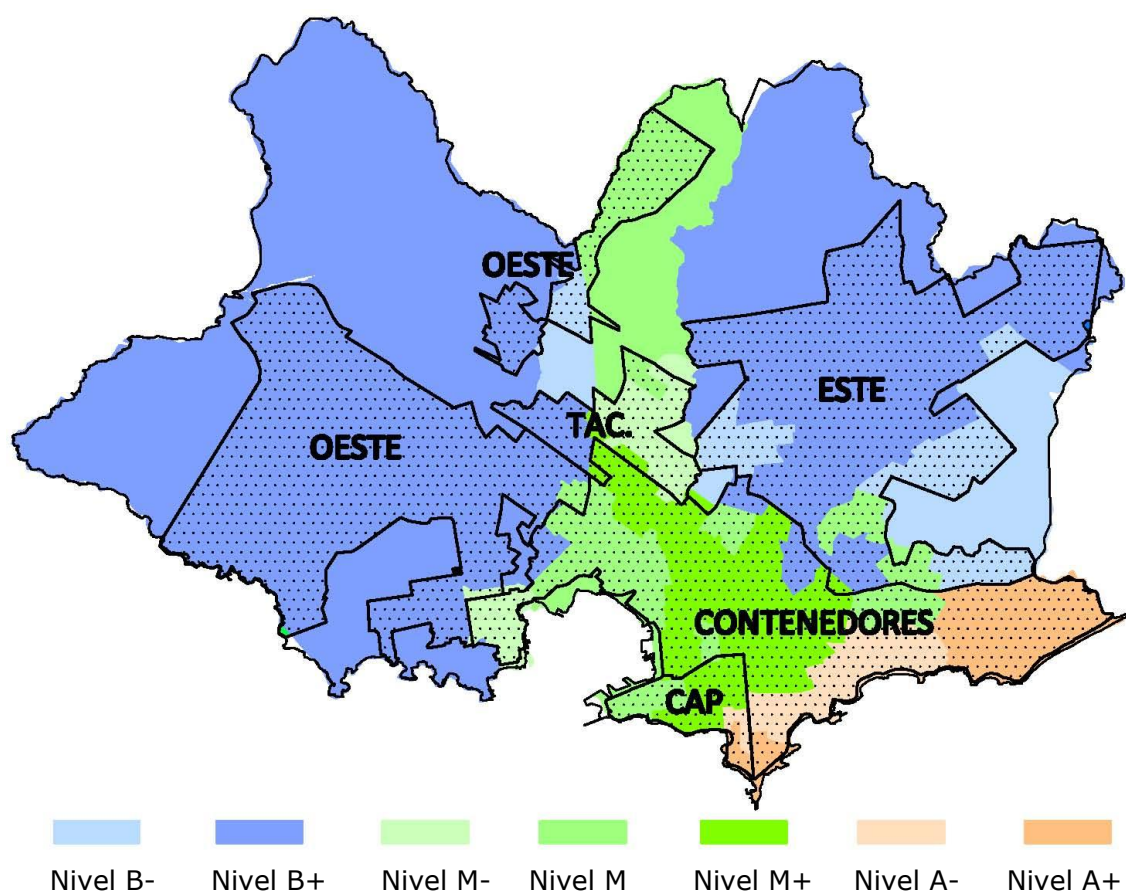 OESTE
OESTE
ESTE
TAC.
CONTENEDORES
CAP
Nivel B-
Nivel B+
Nivel M-
Nivel M
Nivel M+
Nivel A-
Nivel A+